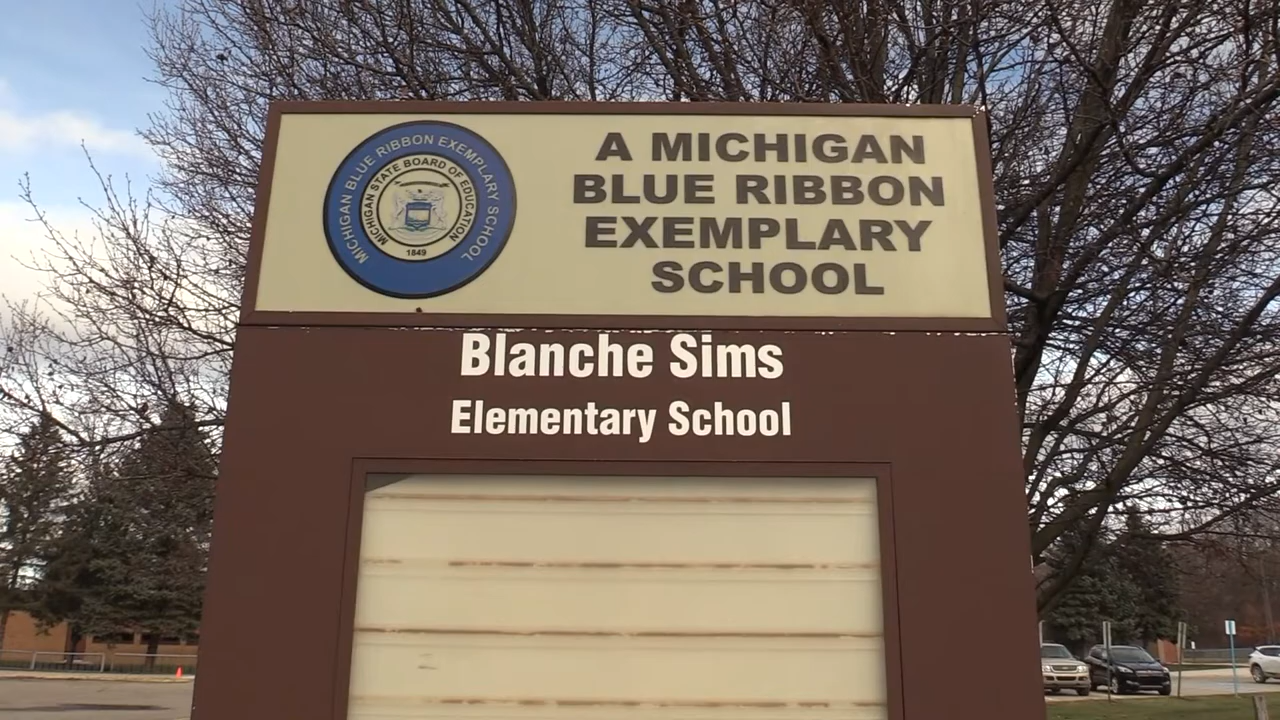 MICHIGAN BLUE RIBBON EXEMPLARY SCHOOL
MICHIGAN STATE BOARD OF EDUCATION
1849
A MICHIGAN
BLUE RIBBON
EXEMPLARY
SCHOOL
Blanche Sims
Elementary School